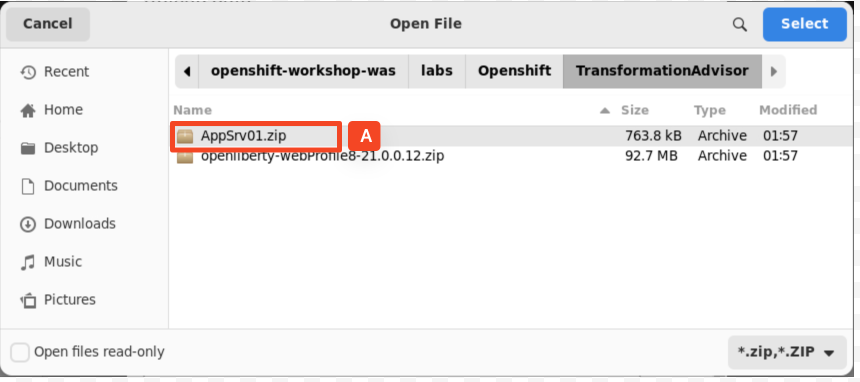 Cancel
Open File
Select
Recent
Home
Desktop
Documents
Downloads
Music
Pictures
openshift-workshop-was labs Openshift TransformationAdvisor
Name Size Type Modified
AppSrv01.zip A 763.8 kB Archive 01:57
openliberty-webProfile8-21.0.0.12.zip 92.7 MB Archive 01:57
Open files read-only
*.zip,*.ZIP